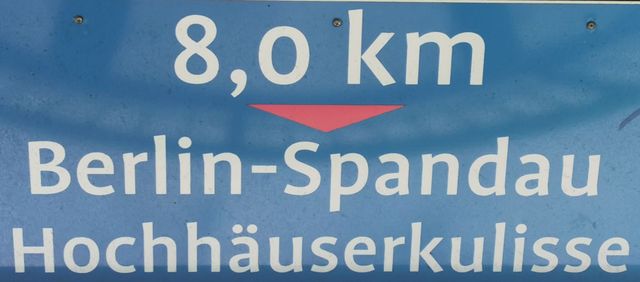 8,0 km
Berlin-Spandau
Hochhäuserkulisse